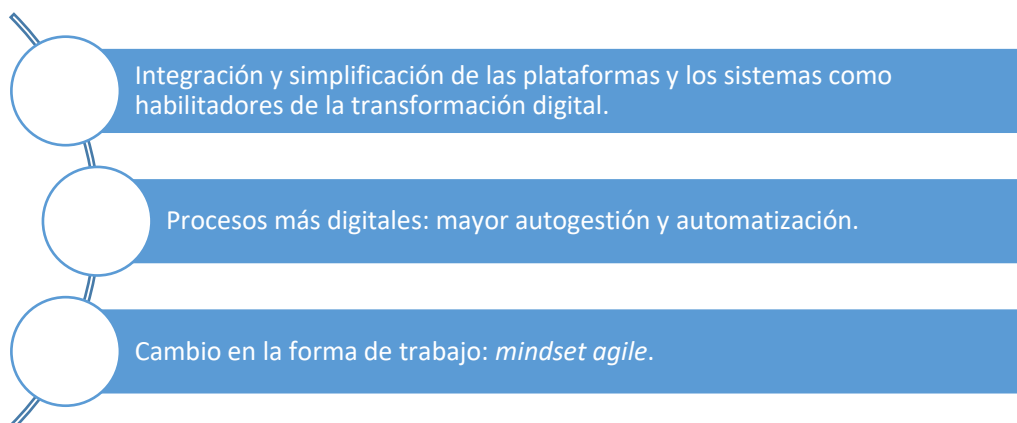 Integración y simplificación de las plataformas y los sistemas como
habilitadores de la transformación digital.
Procesos más digitales: mayor autogestión y automatización.
Cambio en la forma de trabajo: mindset agile.